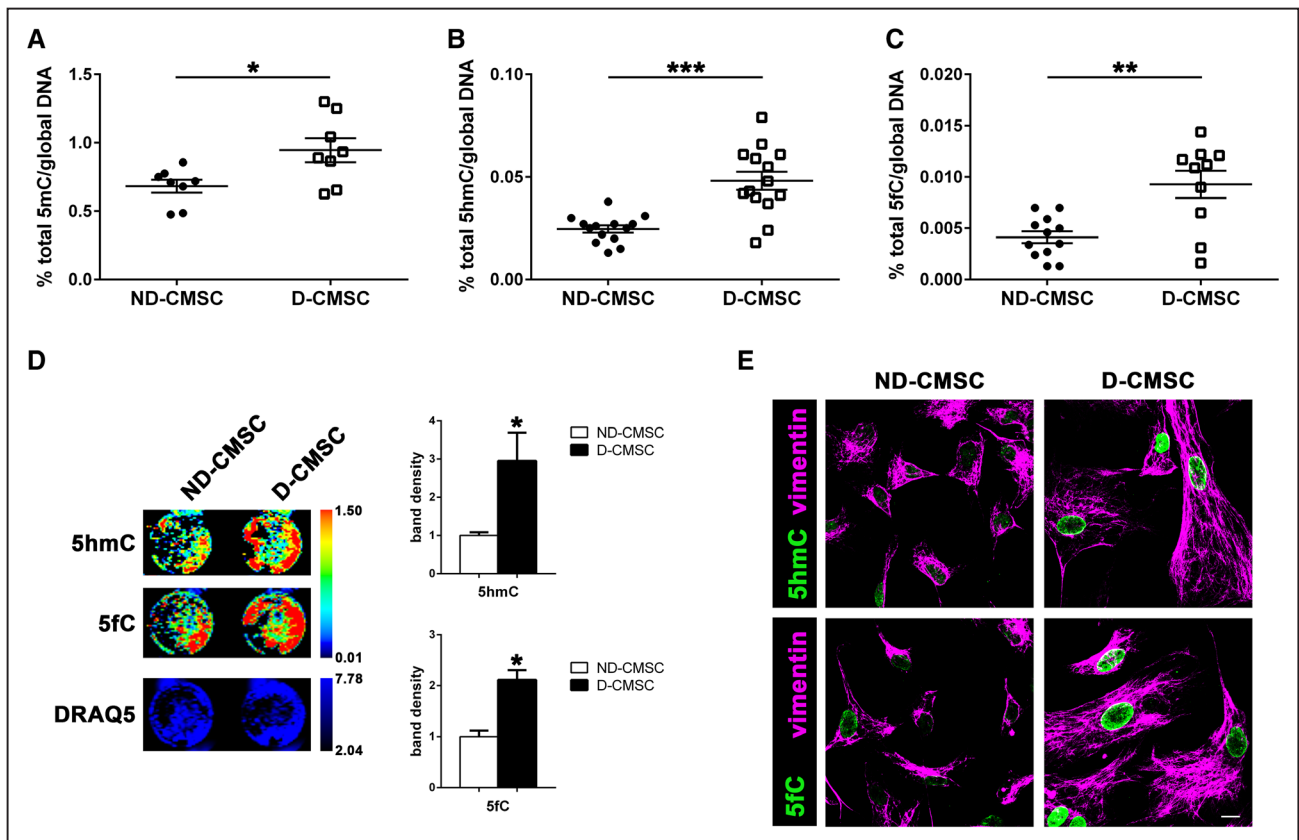 A
*
% total 5mC/global DNA
1.5
1.0
0.5
0.0
ND-CMSC
D-CMSC
B
***
% total 5hmC/global DNA
0.10
0.05
0.00
ND-CMSC
D-CMSC
C
**
% total 5fC/global DNA
0.020
0.015
0.010
0.005
0.000
ND-CMSC
D-CMSC
D
ND-CMSC
D-CMSC
5hmC
5fC
DRAQ5
1.50
0.01
7.78
2.04
band density
4
3
2
1
0
*
5hmC
ND-CMSC
D-CMSC
band density
3
2
1
0
*
5fC
ND-CMSC
D-CMSC
E
ND-CMSC
D-CMSC
5hmC vimentin
5fC vimentin